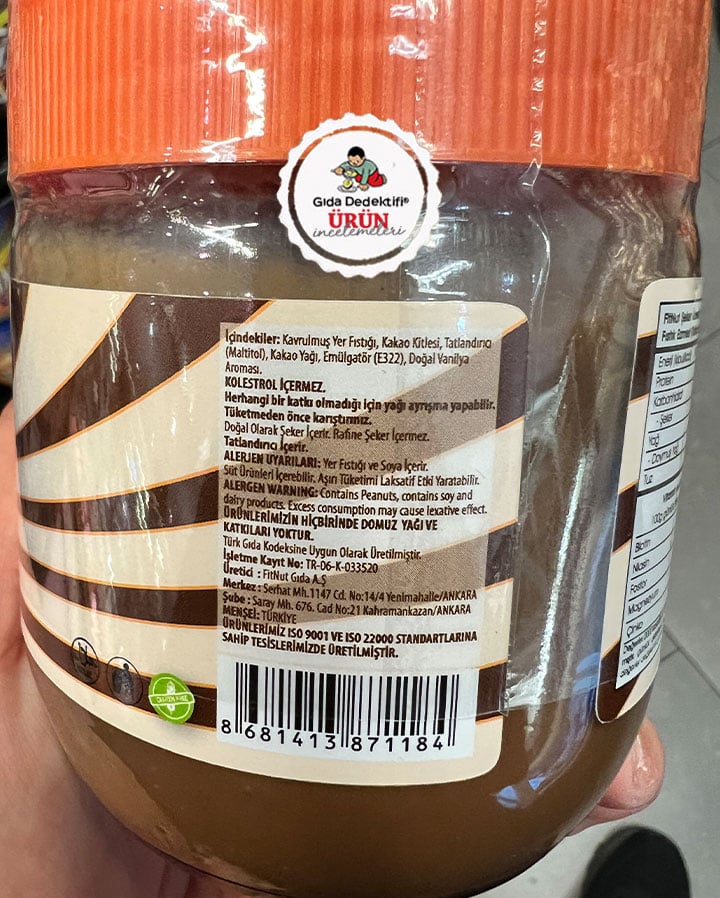 Gıda Dedektifi®
ÜRÜN
incelemeleri
İçindekiler: Kavrulmuş Yer Fıstığı, Kakao Kitlesi, Tatlandırıcı
(Maltitol), Kakao Yağı, Emülgatör (E322), Doğal Vanilya
Aroması.
KOLESTROL İÇERMEZ.
Herhangi bir katkı olmadığı için yağı ayrışma yapabilir.
Tüketmeden önce karıştırınız.
Doğal Olarak Şeker İçerir. Rafine Şeker İçermez.
Tatlandırıcı İçerir.
ALERJEN UYARILARI: Yer Fıstığı ve Soya İçerir.
Süt Ürünleri İçerebilir. Aşırı Tüketimi Laksatif Etki Yaratabilir.
ALERGEN WARNING: Contains Peanuts, contains soy and
dairy products. Excess consumption may cause lexative effect.
ÜRÜNLERİMİZİN HİÇBİRİNDE DOMUZ YAĞI VE
KATKILARI YOKTUR.
Türk Gıda Kodeksine Uygun Olarak Üretilmiştir.
İşletme Kayıt No: TR-06-K-033520
Üretici : FitNut Gıda A.Ş
Merkez : Serhat Mh.1147 Cd. No:14/4 Yenimahalle/ANKARA
Şube : Saray Mh. 676. Cad No:21 Kahramankazan/ANKARA
MENŞEİ: TÜRKİYE
ÜRÜNLERİMİZ ISO 9001 VE ISO 22000 STANDARTLARINA
SAHİP TESİSLERİMİZDE ÜRETİLMİŞTİR.
GLUTEN FREE
8 681413 871184
Enerji
Protein
Karbonhidrat
- Şeker
Yağ
- Doymuş Yağ
Tuz
Biotin
Niasin
Fosfor
Magnezyum
Çinko